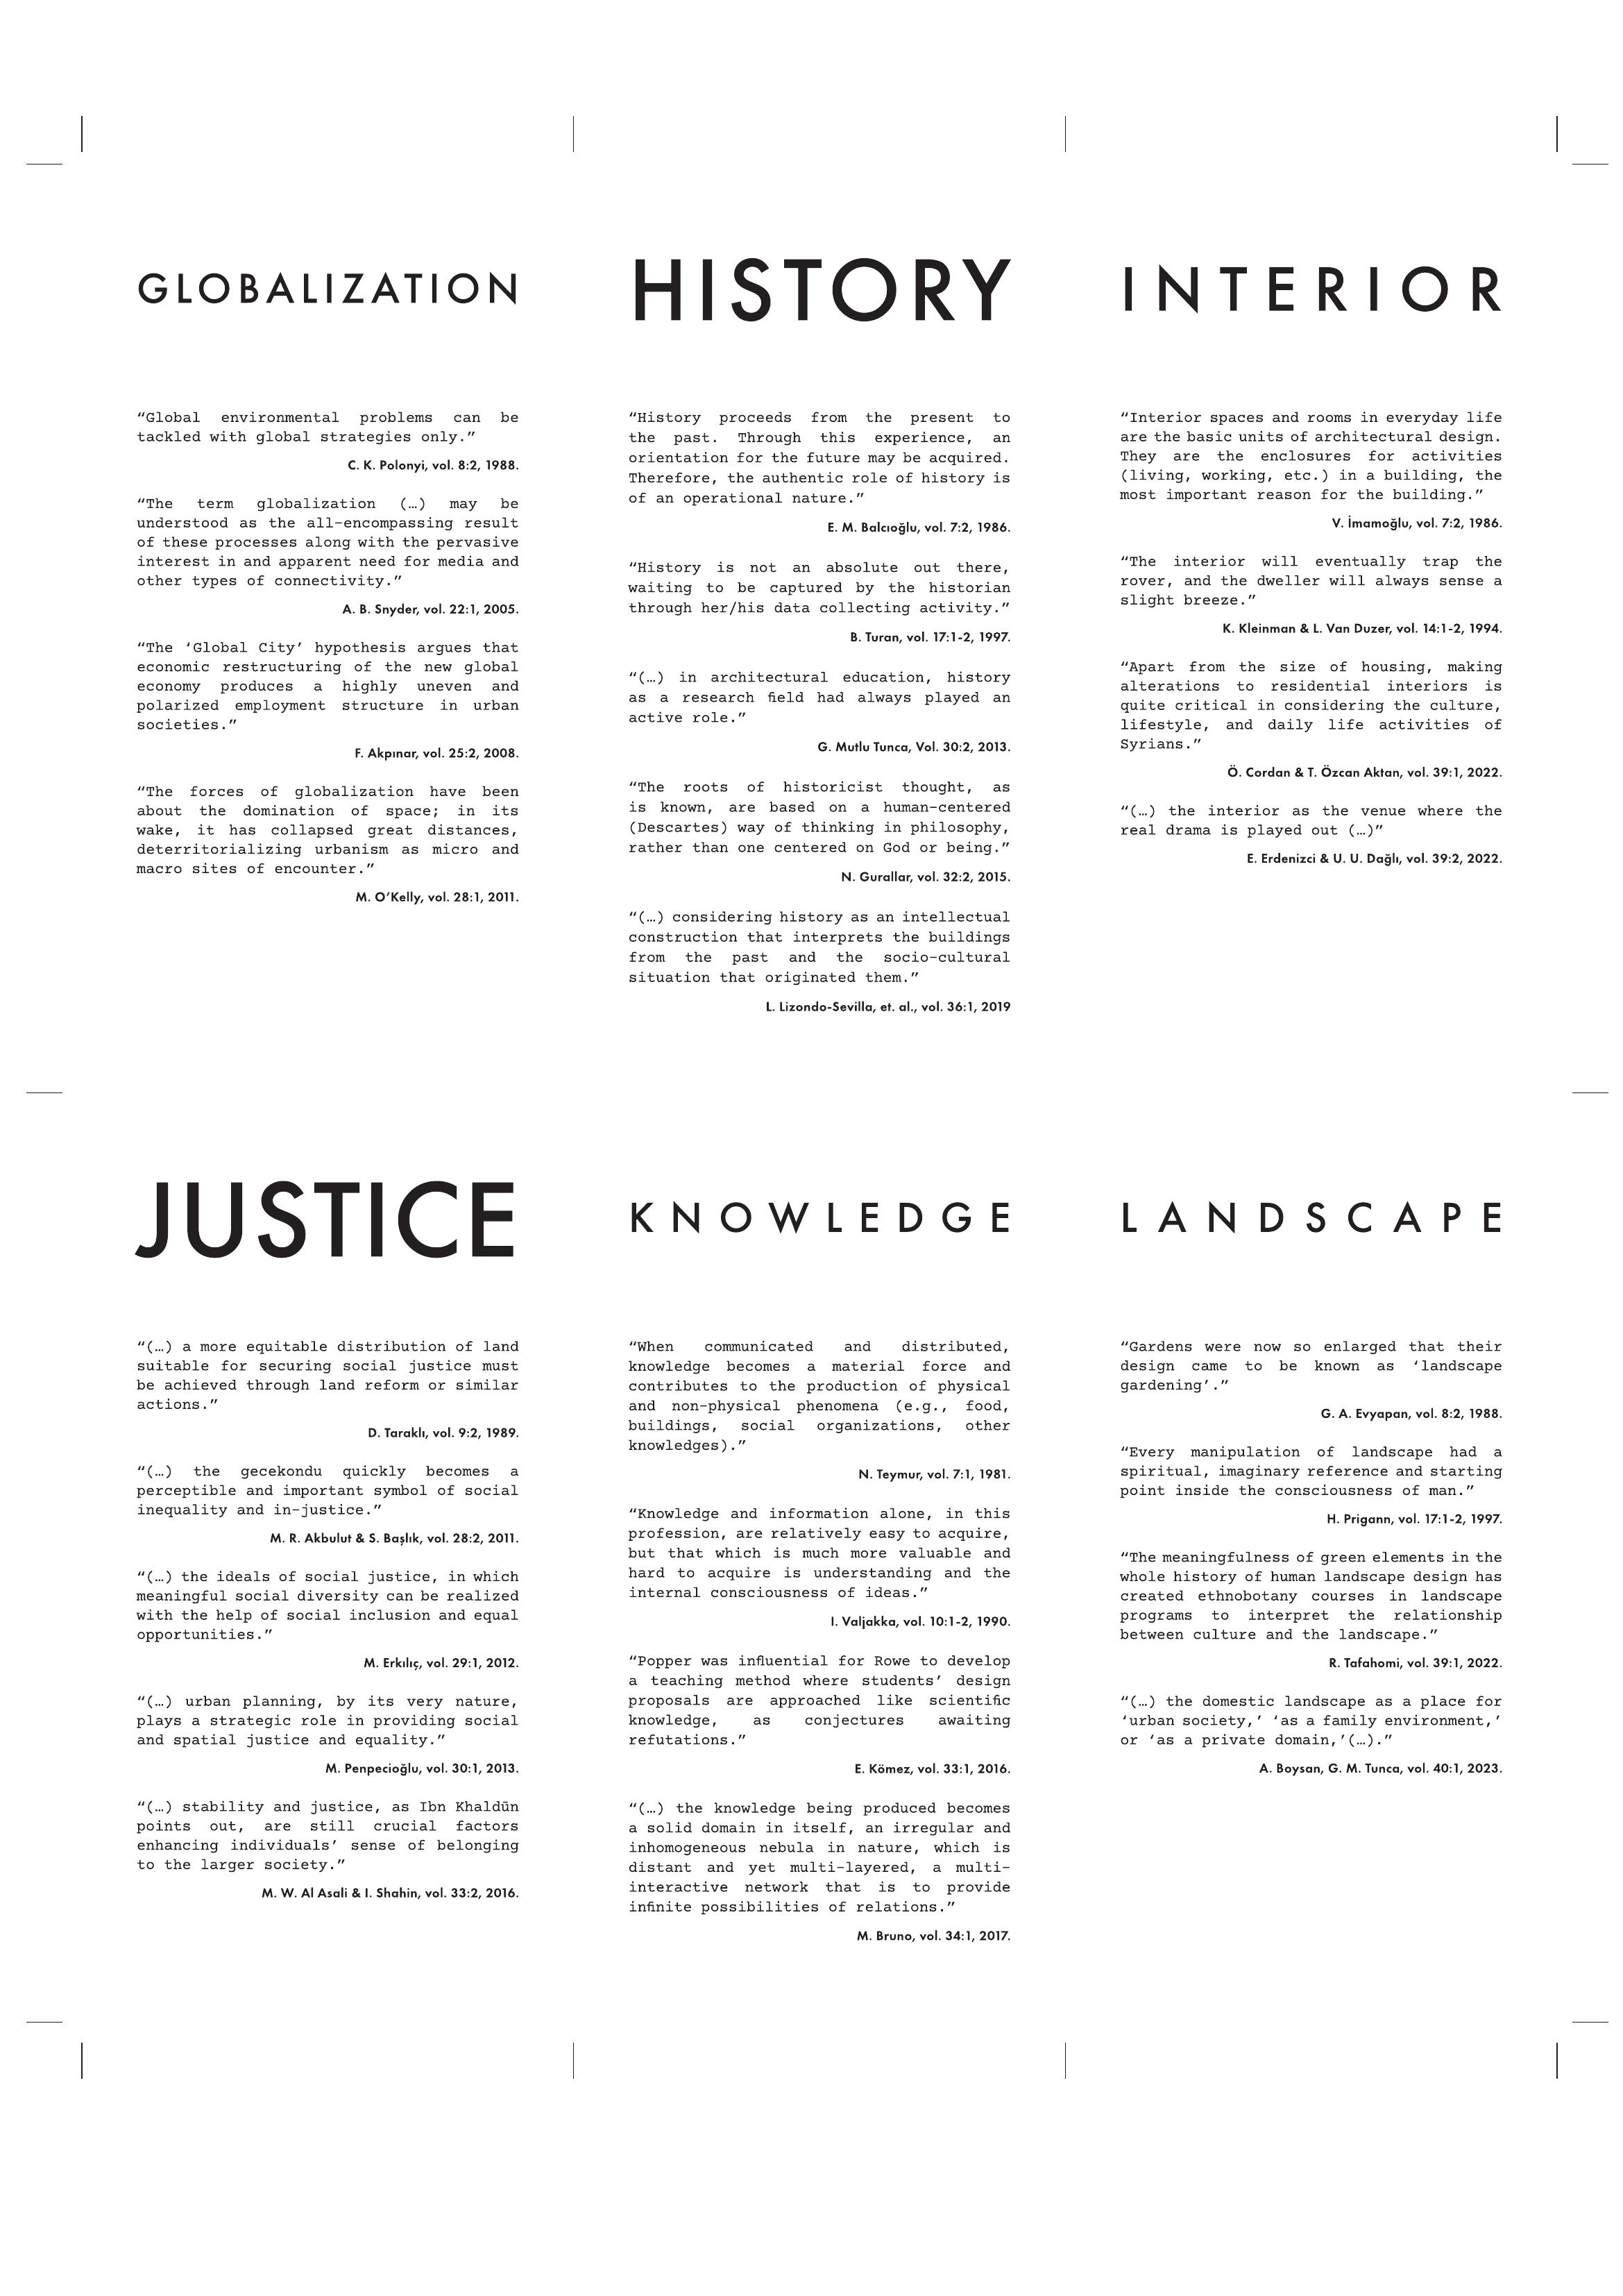 GLOBALIZATION
“Global environmental problems can be
tackled with global strategies only.”
C. K. Polonyi, vol. 8:2, 1988.
“The term globalization (…) may be
understood as the all-encompassing result
of these processes along with the pervasive
interest in and apparent need for media and
other types of connectivity.”
A. B. Snyder, vol. 22:1, 2005.
“The ‘Global City’ hypothesis argues that
economic restructuring of the new global
economy produces a highly uneven and
polarized employment structure in urban
societies.”
F. Akpınar, vol. 25:2, 2008.
“The forces of globalization have been
about the domination of space; in its
wake, it has collapsed great distances,
deterritorializing urbanism as micro and
macro sites of encounter.”
M. O’Kelly, vol. 28:1, 2011.
HISTORY
“History proceeds from the present to
the past. Through this experience, an
orientation for the future may be acquired.
Therefore, the authentic role of history is
of an operational nature.”
E. M. Balcıoğlu, vol. 7:2, 1986.
“History is not an absolute out there,
waiting to be captured by the historian
through her/his data collecting activity.”
B. Turan, vol. 17:1-2, 1997.
“(…) in architectural education, history
as a research field had always played an
active role.”
G. Mutlu Tunca, Vol. 30:2, 2013.
“The roots of historicist thought, as
is known, are based on a human-centered
(Descartes) way of thinking in philosophy,
rather than one centered on God or being.”
N. Gurallar, vol. 32:2, 2015.
“(…) considering history as an intellectual
construction that interprets the buildings
from the past and the socio-cultural
situation that originated them.”
L. Lizondo-Sevilla, et. al., vol. 36:1, 2019
INTERIOR
“Interior spaces and rooms in everyday life
are the basic units of architectural design.
They are the enclosures for activities
(living, working, etc.) in a building, the
most important reason for the building.”
V. İmamoğlu, vol. 7:2, 1986.
“The interior will eventually trap the
rover, and the dweller will always sense a
slight breeze.”
K. Kleinman & L. Van Duzer, vol. 14:1-2, 1994.
“Apart from the size of housing, making
alterations to residential interiors is
quite critical in considering the culture,
lifestyle, and daily life activities of
Syrians.”
Ö. Cordan & T. Özcan Aktan, vol. 39:1, 2022.
“(…) the interior as the venue where the
real drama is played out (…)”
E. Erdenizci & U. U. Dağlı, vol. 39:2, 2022.
JUSTICE
“(…) a more equitable distribution of land
suitable for securing social justice must
be achieved through land reform or similar
actions.”
D. Taraklı, vol. 9:2, 1989.
“(…) the gecekondu quickly becomes a
perceptible and important symbol of social
inequality and in-justice.”
M. R. Akbulut & S. Başlık, vol. 28:2, 2011.
“(…) the ideals of social justice, in which
meaningful social diversity can be realized
with the help of social inclusion and equal
opportunities.”
M. Erkılıç, vol. 29:1, 2012.
“(…) urban planning, by its very nature,
plays a strategic role in providing social
and spatial justice and equality.”
M. Penpecioğlu, vol. 30:1, 2013.
“(…) stability and justice, as Ibn Khaldūn
points out, are still crucial factors
enhancing individuals’ sense of belonging
to the larger society.”
M. W. Al Asali & I. Shahin, vol. 33:2, 2016.
KNOWLEDGE
“When communicated and distributed,
knowledge becomes a material force and
contributes to the production of physical
and non-physical phenomena (e.g., food,
buildings, social organizations, other
knowledges).”
N. Teymur, vol. 7:1, 1981.
“Knowledge and information alone, in this
profession, are relatively easy to acquire,
but that which is much more valuable and
hard to acquire is understanding and the
internal consciousness of ideas.”
I. Valjakka, vol. 10:1-2, 1990.
“Popper was influential for Rowe to develop
a teaching method where students’ design
proposals are approached like scientific
knowledge, as conjectures awaiting
refutations.”
E. Kömez, vol. 33:1, 2016.
“(…) the knowledge being produced becomes
a solid domain in itself, an irregular and
inhomogeneous nebula in nature, which is
distant and yet multi-layered, a multi-
interactive network that is to provide
infinite possibilities of relations.”
M. Bruno, vol. 34:1, 2017.
LANDSCAPE
“Gardens were now so enlarged that their
design came to be known as ‘landscape
gardening’.”
G. A. Evyapan, vol. 8:2, 1988.
“Every manipulation of landscape had a
spiritual, imaginary reference and starting
point inside the consciousness of man.”
H. Prigann, vol. 17:1-2, 1997.
“The meaningfulness of green elements in the
whole history of human landscape design has
created ethnobotany courses in landscape
programs to interpret the relationship
between culture and the landscape.”
R. Tafahomi, vol. 39:1, 2022.
“(…) the domestic landscape as a place for
‘urban society,’ ‘as a family environment,’
or ‘as a private domain,’(…).”
A. Boysan, G. M. Tunca, vol. 40:1, 2023.